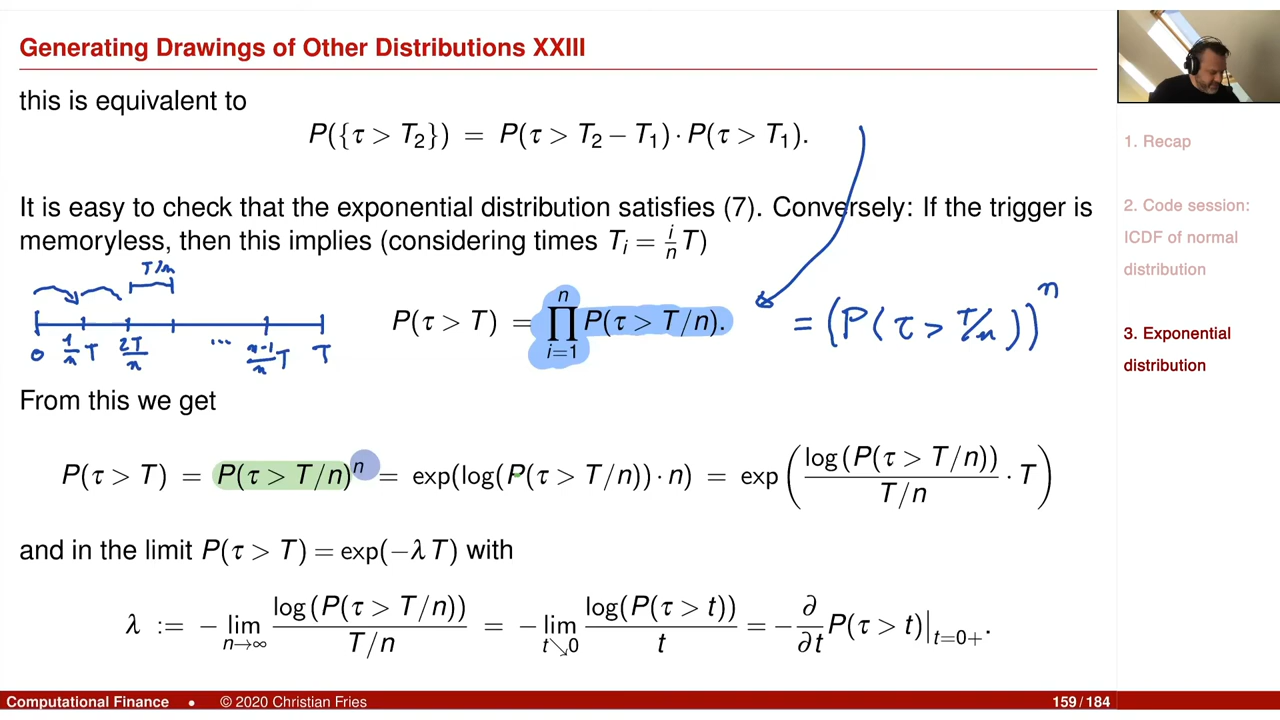 Generating Drawings of Other Distributions XXIII
this is equivalent to
P({τ > T₂}) = P(τ > T₂ − T₁) · P(τ > T₁).
It is easy to check that the exponential distribution satisfies (7). Conversely: If the trigger is
memoryless, then this implies (considering times Tᵢ = i/n T)
T/n
0 1/n T 2T/n ... n-1/n T T
P(τ > T) = ∏ᵢ₌₁ⁿ P(τ > T/n). = (P(τ > T/n))ⁿ
From this we get
P(τ > T) = P(τ > T/n)ⁿ = exp(log(P(τ > T/n)) · n) = exp( log(P(τ > T/n)) / T/n · T )
and in the limit P(τ > T) = exp(−λT) with
λ := − lim n→∞ log(P(τ > T/n)) / T/n = − lim t↘0 log(P(τ > t)) / t = − ∂/∂t P(τ > t)|t=0+.
1. Recap
2. Code session:
ICDF of normal
distribution
3. Exponential
distribution
Computational Finance • © 2020 Christian Fries 159 / 184